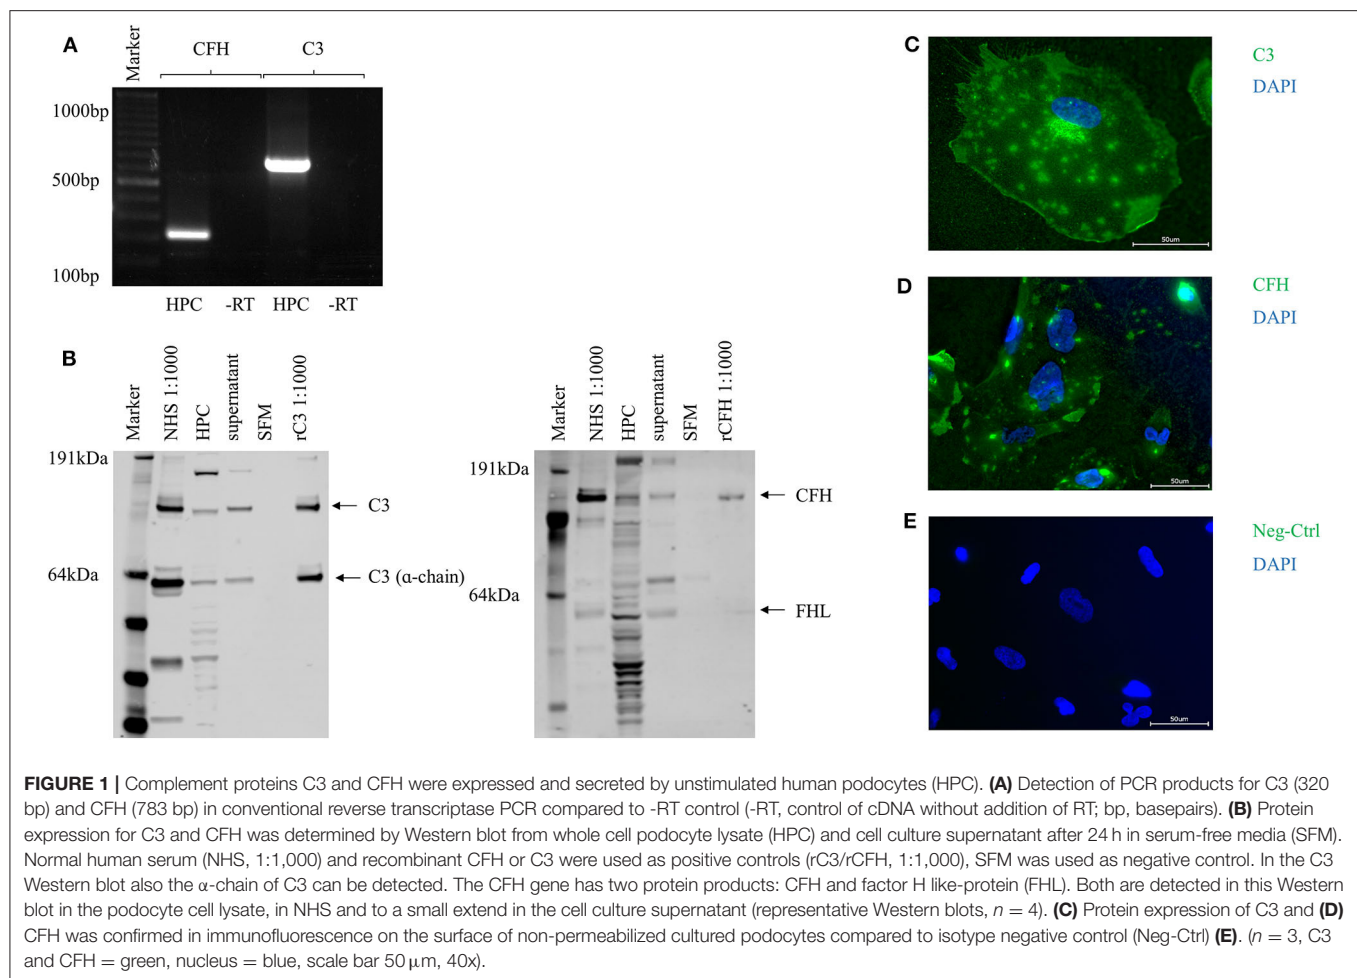 A
Marker
CFH
C3
1000bp
500bp
100bp
HPC
-RT
HPC
-RT
B
Marker
NHS 1:1000
HPC
supernatant
SFM
rC3 1:1000
191kDa
64kDa
C3
C3 (α-chain)
Marker
NHS 1:1000
HPC
supernatant
SFM
rCFH 1:1000
191kDa
64kDa
CFH
FHL
C
C3
DAPI
50um
D
CFH
DAPI
50um
E
Neg-Ctrl
DAPI
50um
FIGURE 1 | Complement proteins C3 and CFH were expressed and secreted by unstimulated human podocytes (HPC). (A) Detection of PCR products for C3 (320
bp) and CFH (783 bp) in conventional reverse transcriptase PCR compared to -RT control (-RT, control of cDNA without addition of RT; bp, basepairs). (B) Protein
expression for C3 and CFH was determined by Western blot from whole cell podocyte lysate (HPC) and cell culture supernatant after 24 h in serum-free media (SFM).
Normal human serum (NHS, 1:1,000) and recombinant CFH or C3 were used as positive controls (rC3/rCFH, 1:1,000), SFM was used as negative control. In the C3
Western blot also the α-chain of C3 can be detected. The CFH gene has two protein products: CFH and factor H like-protein (FHL). Both are detected in this Western
blot in the podocyte cell lysate, in NHS and to a small extend in the cell culture supernatant (representative Western blots, n = 4). (C) Protein expression of C3 and (D)
CFH was confirmed in immunofluorescence on the surface of non-permeabilized cultured podocytes compared to isotype negative control (Neg-Ctrl) (E). (n = 3, C3
and CFH = green, nucleus = blue, scale bar 50 μm, 40x).